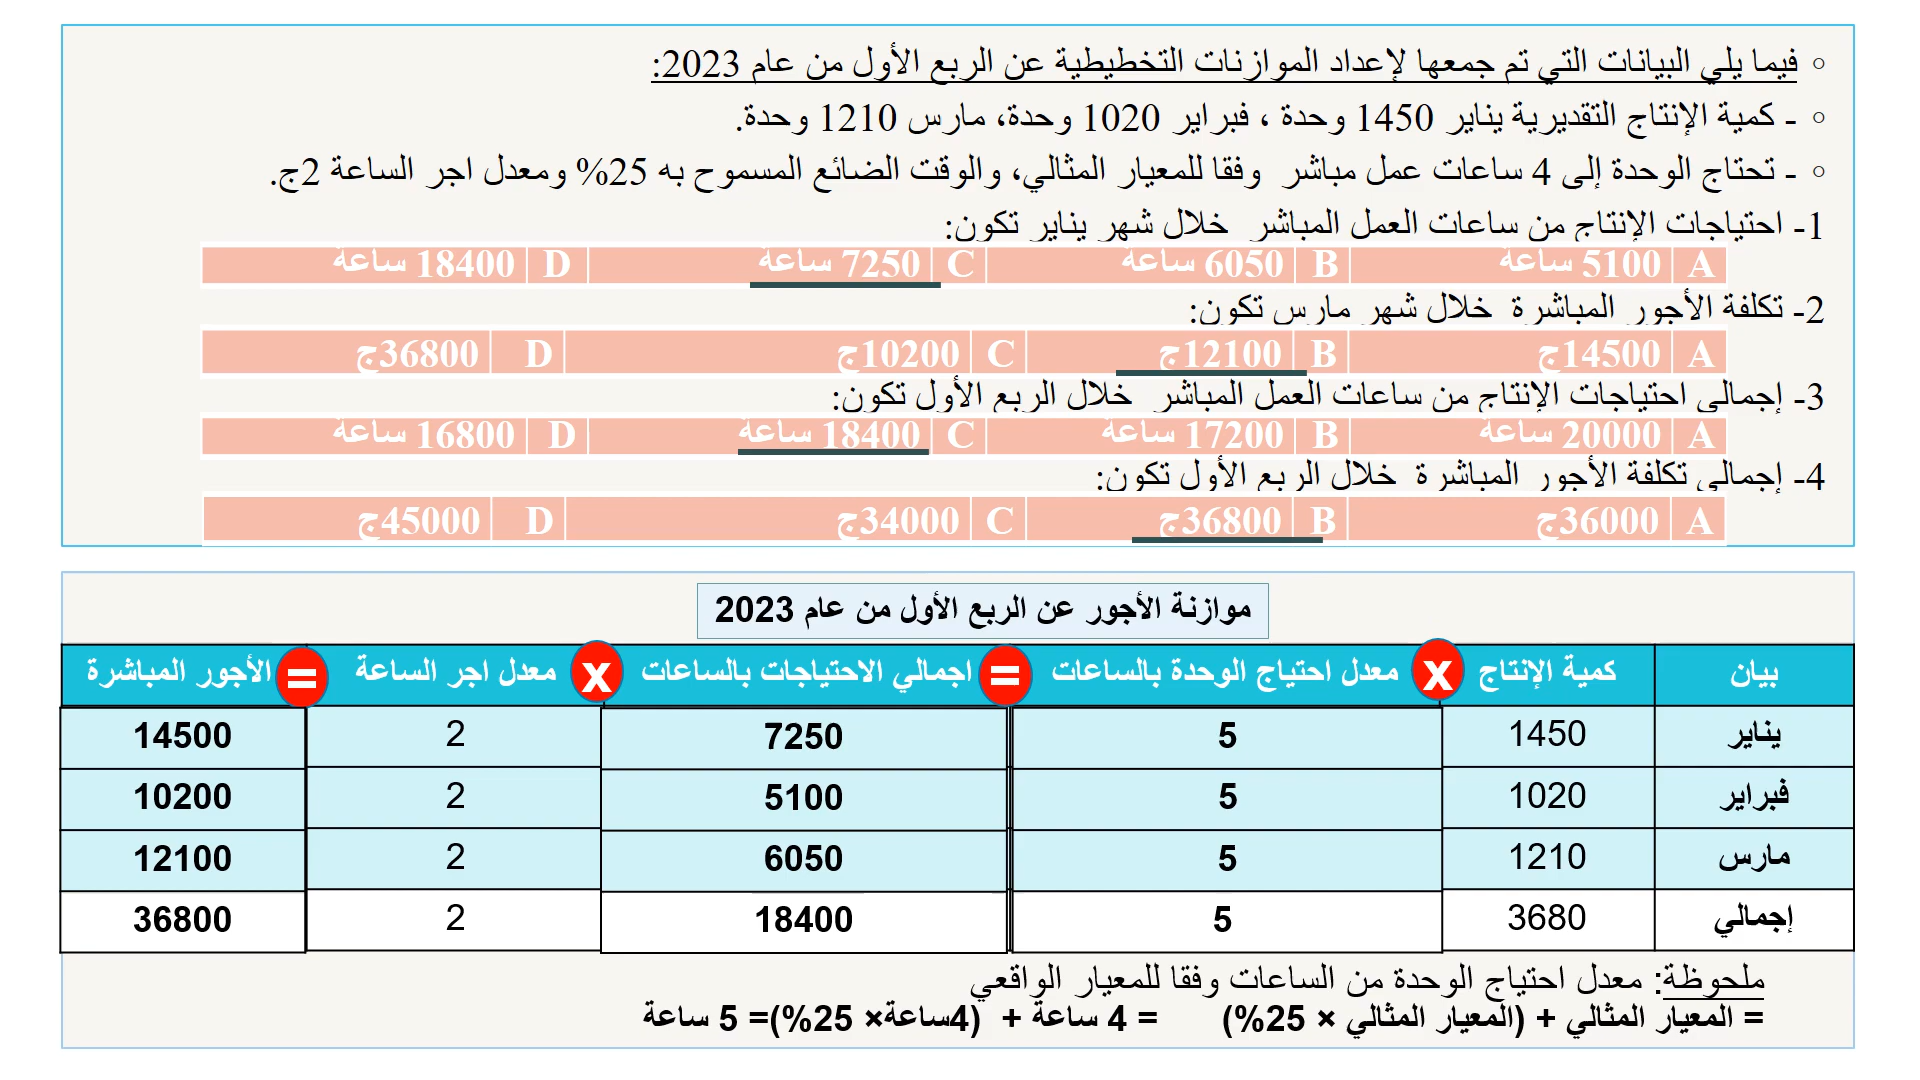 ○ فيما يلي البيانات التي تم جمعها لإعداد الموازنات التخطيطية عن الربع الأول من عام 2023:
○ - كمية الإنتاج التقديرية يناير 1450 وحدة ، فبراير 1020 وحدة، مارس 1210 وحدة.
○ - تحتاج الوحدة إلى 4 ساعات عمل مباشر وفقا للمعيار المثالي، والوقت الضائع المسموح به 25% ومعدل اجر الساعة 2ج.
1- احتياجات الإنتاج من ساعات العمل المباشر خلال شهر يناير تكون:
A 5100 ساعة B 6050 ساعة C 7250 ساعة D 18400 ساعة
2- تكلفة الأجور المباشرة خلال شهر مارس تكون:
A 14500ج B 12100ج C 10200ج D 36800ج
3- إجمالي احتياجات الإنتاج من ساعات العمل المباشر خلال الربع الأول تكون:
A 20000 ساعة B 17200 ساعة C 18400 ساعة D 16800 ساعة
4- إجمالي تكلفة الأجور المباشرة خلال الربع الأول تكون:
A 36000ج B 36800ج C 34000ج D 45000ج
موازنة الأجور عن الربع الأول من عام 2023
بيان كمية الإنتاج x معدل احتياج الوحدة بالساعات = اجمالي الاحتياجات بالساعات x معدل اجر الساعة = الأجور المباشرة
يناير 1450 5 7250 2 14500
فبراير 1020 5 5100 2 10200
مارس 1210 5 6050 2 12100
إجمالي 3680 5 18400 2 36800
ملحوظة: معدل احتياج الوحدة من الساعات وفقا للمعيار الواقعي
= المعيار المثالي + (المعيار المثالي × 25%) = 4 ساعة + (4ساعة× 25%)= 5 ساعة